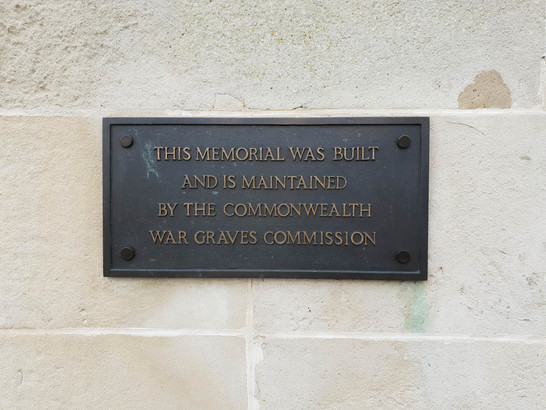 THIS MEMORIAL WAS BUILT
AND IS MAINTAINED
BY THE COMMONWEALTH
WAR GRAVES COMMISSION